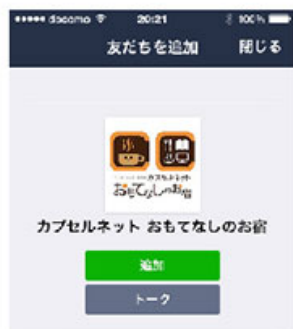 docomo 20:21 100%
友だちを追加 閉じる
カプセルネット
おもてなしのお宿
カプセルネット おもてなしのお宿
追加
トーク